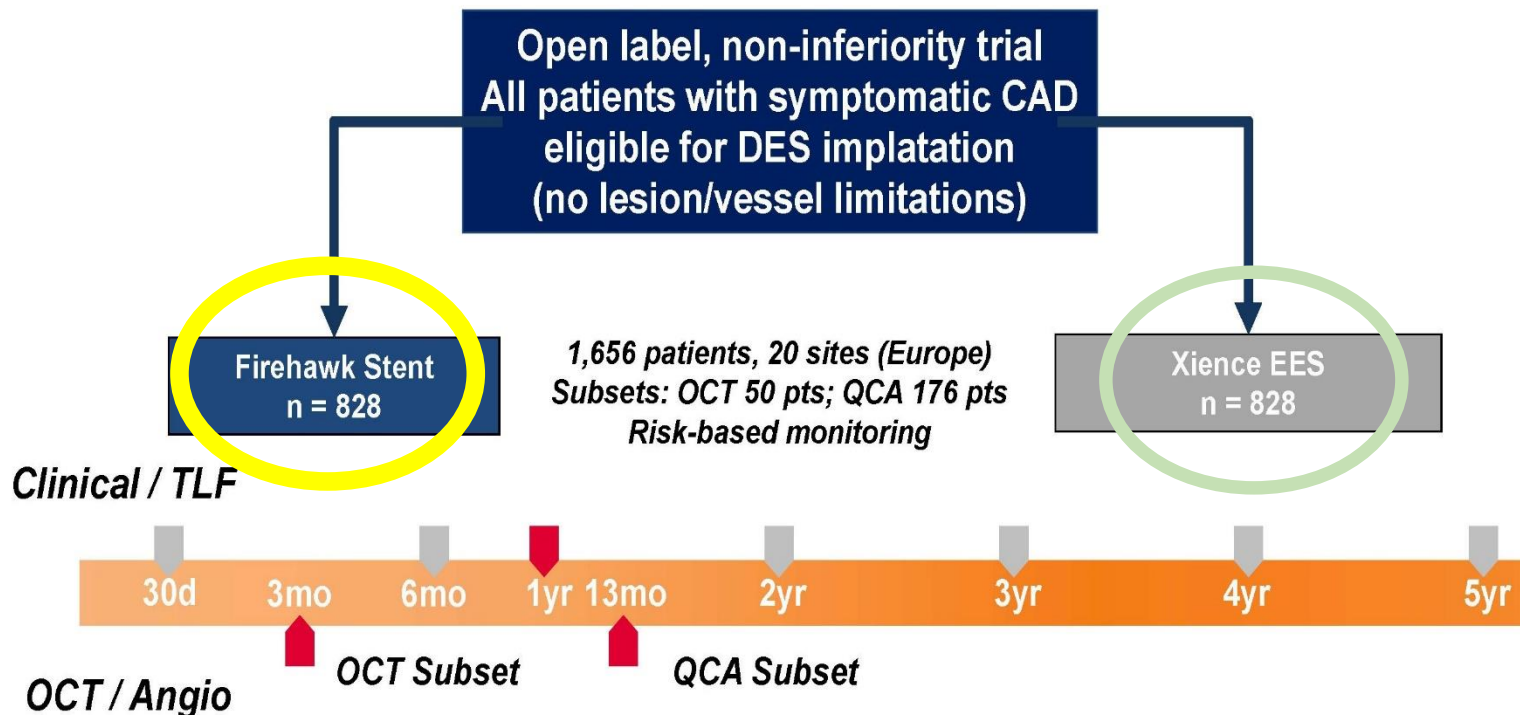 Open label, non-inferiority trial
All patients with symptomatic CAD
eligible for DES implatation
(no lesion/vessel limitations)
Firehawk Stent
n = 828
1,656 patients, 20 sites (Europe)
Subsets: OCT 50 pts; QCA 176 pts
Risk-based monitoring
Xience EES
n = 828
Clinical / TLF
30d 3mo 6mo 1yr 13mo 2yr 3yr 4yr 5yr
OCT Subset QCA Subset
OCT / Angio